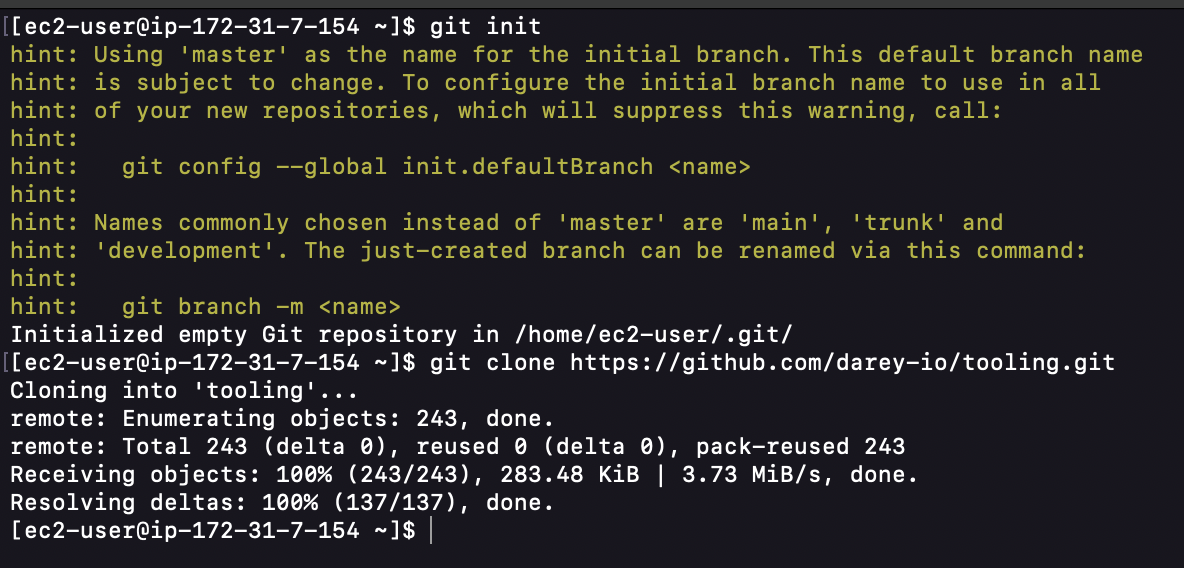 [[ec2-user@ip-172-31-7-154 ~]$ git init
hint: Using 'master' as the name for the initial branch. This default branch name
hint: is subject to change. To configure the initial branch name to use in all
hint: of your new repositories, which will suppress this warning, call:
hint:
hint:   git config --global init.defaultBranch <name>
hint:
hint: Names commonly chosen instead of 'master' are 'main', 'trunk' and
hint: 'development'. The just-created branch can be renamed via this command:
hint:
hint:   git branch -m <name>
Initialized empty Git repository in /home/ec2-user/.git/
[[ec2-user@ip-172-31-7-154 ~]$ git clone https://github.com/darey-io/tooling.git
Cloning into 'tooling'...
remote: Enumerating objects: 243, done.
remote: Total 243 (delta 0), reused 0 (delta 0), pack-reused 243
Receiving objects: 100% (243/243), 283.48 KiB | 3.73 MiB/s, done.
Resolving deltas: 100% (137/137), done.
[ec2-user@ip-172-31-7-154 ~]$